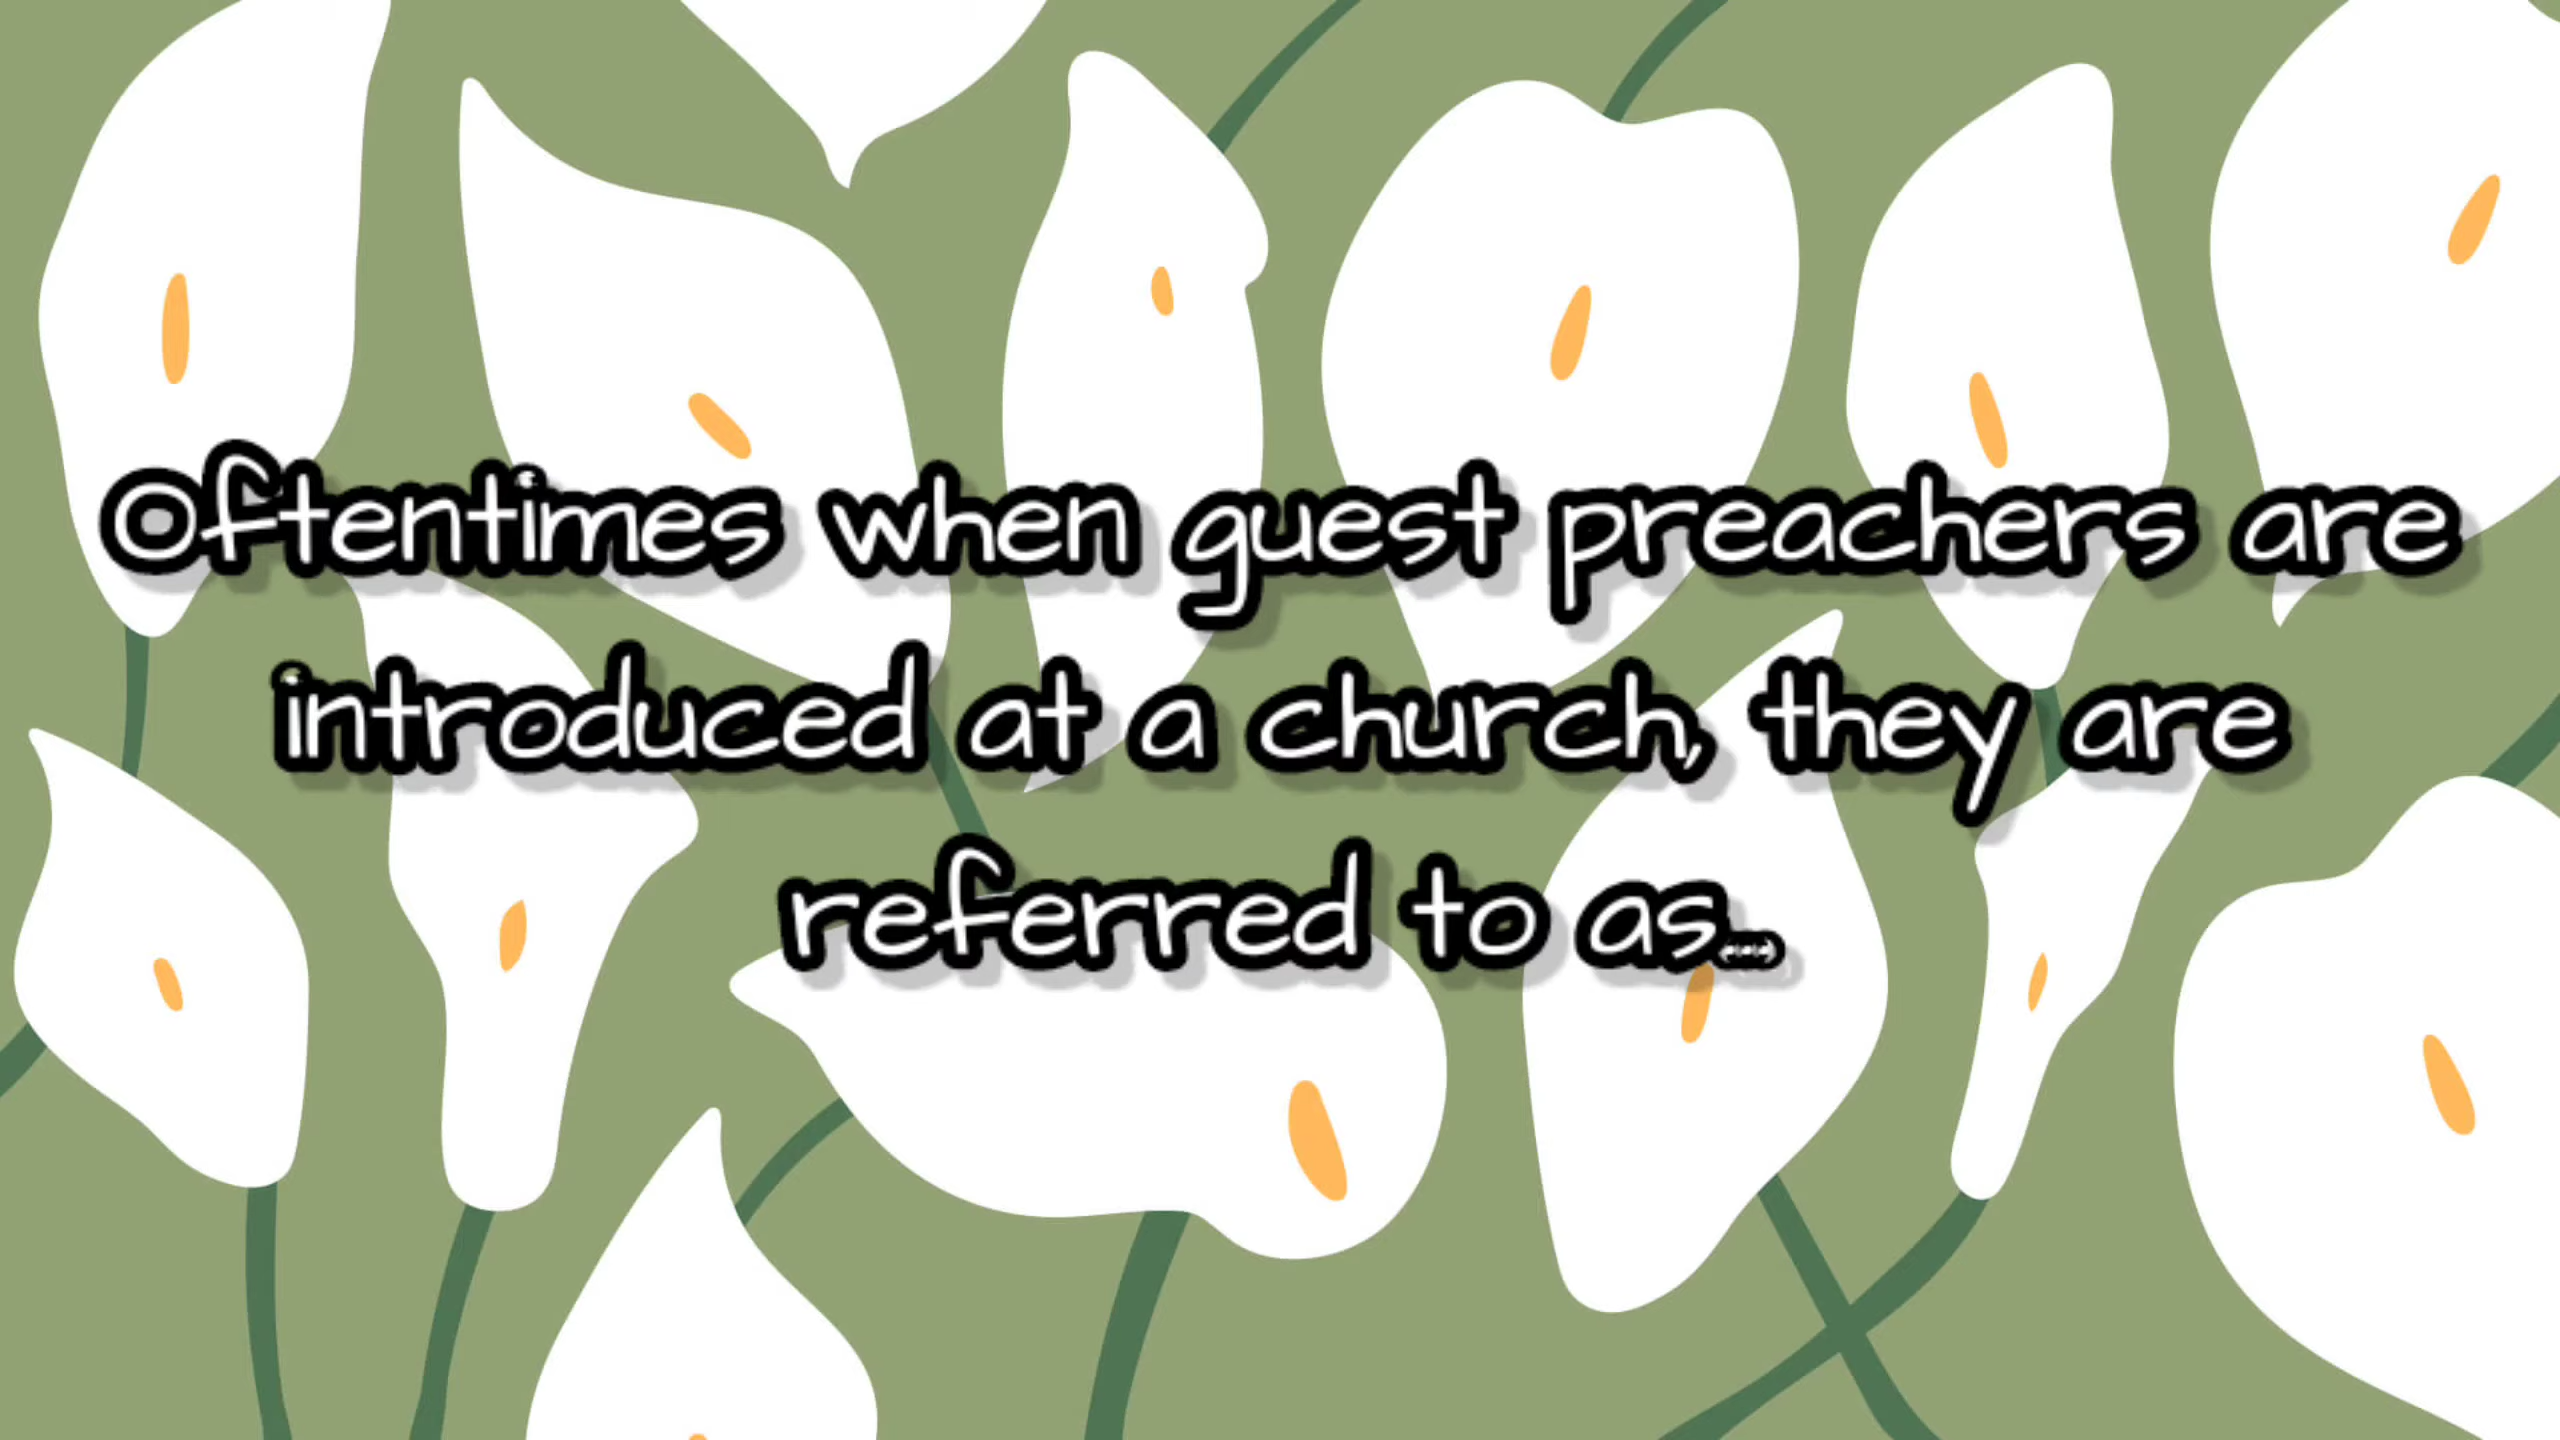 Oftentimes when guest preachers are
introduced at a church, they are
referred to as...